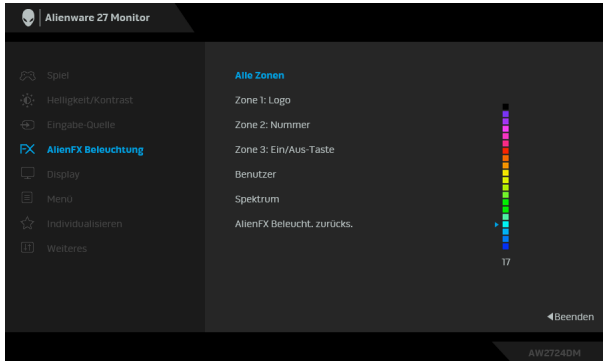 Alienware 27 Monitor
Spiel
Helligkeit/Kontrast
Eingabe-Quelle
FX AlienFX Beleuchtung
Display
Menü
Individualisieren
Weiteres
Alle Zonen
Zone 1: Logo
Zone 2: Nummer
Zone 3: Ein/Aus-Taste
Benutzer
Spektrum
AlienFX Beleucht. zurücks.
17
Beenden
AW2724DM